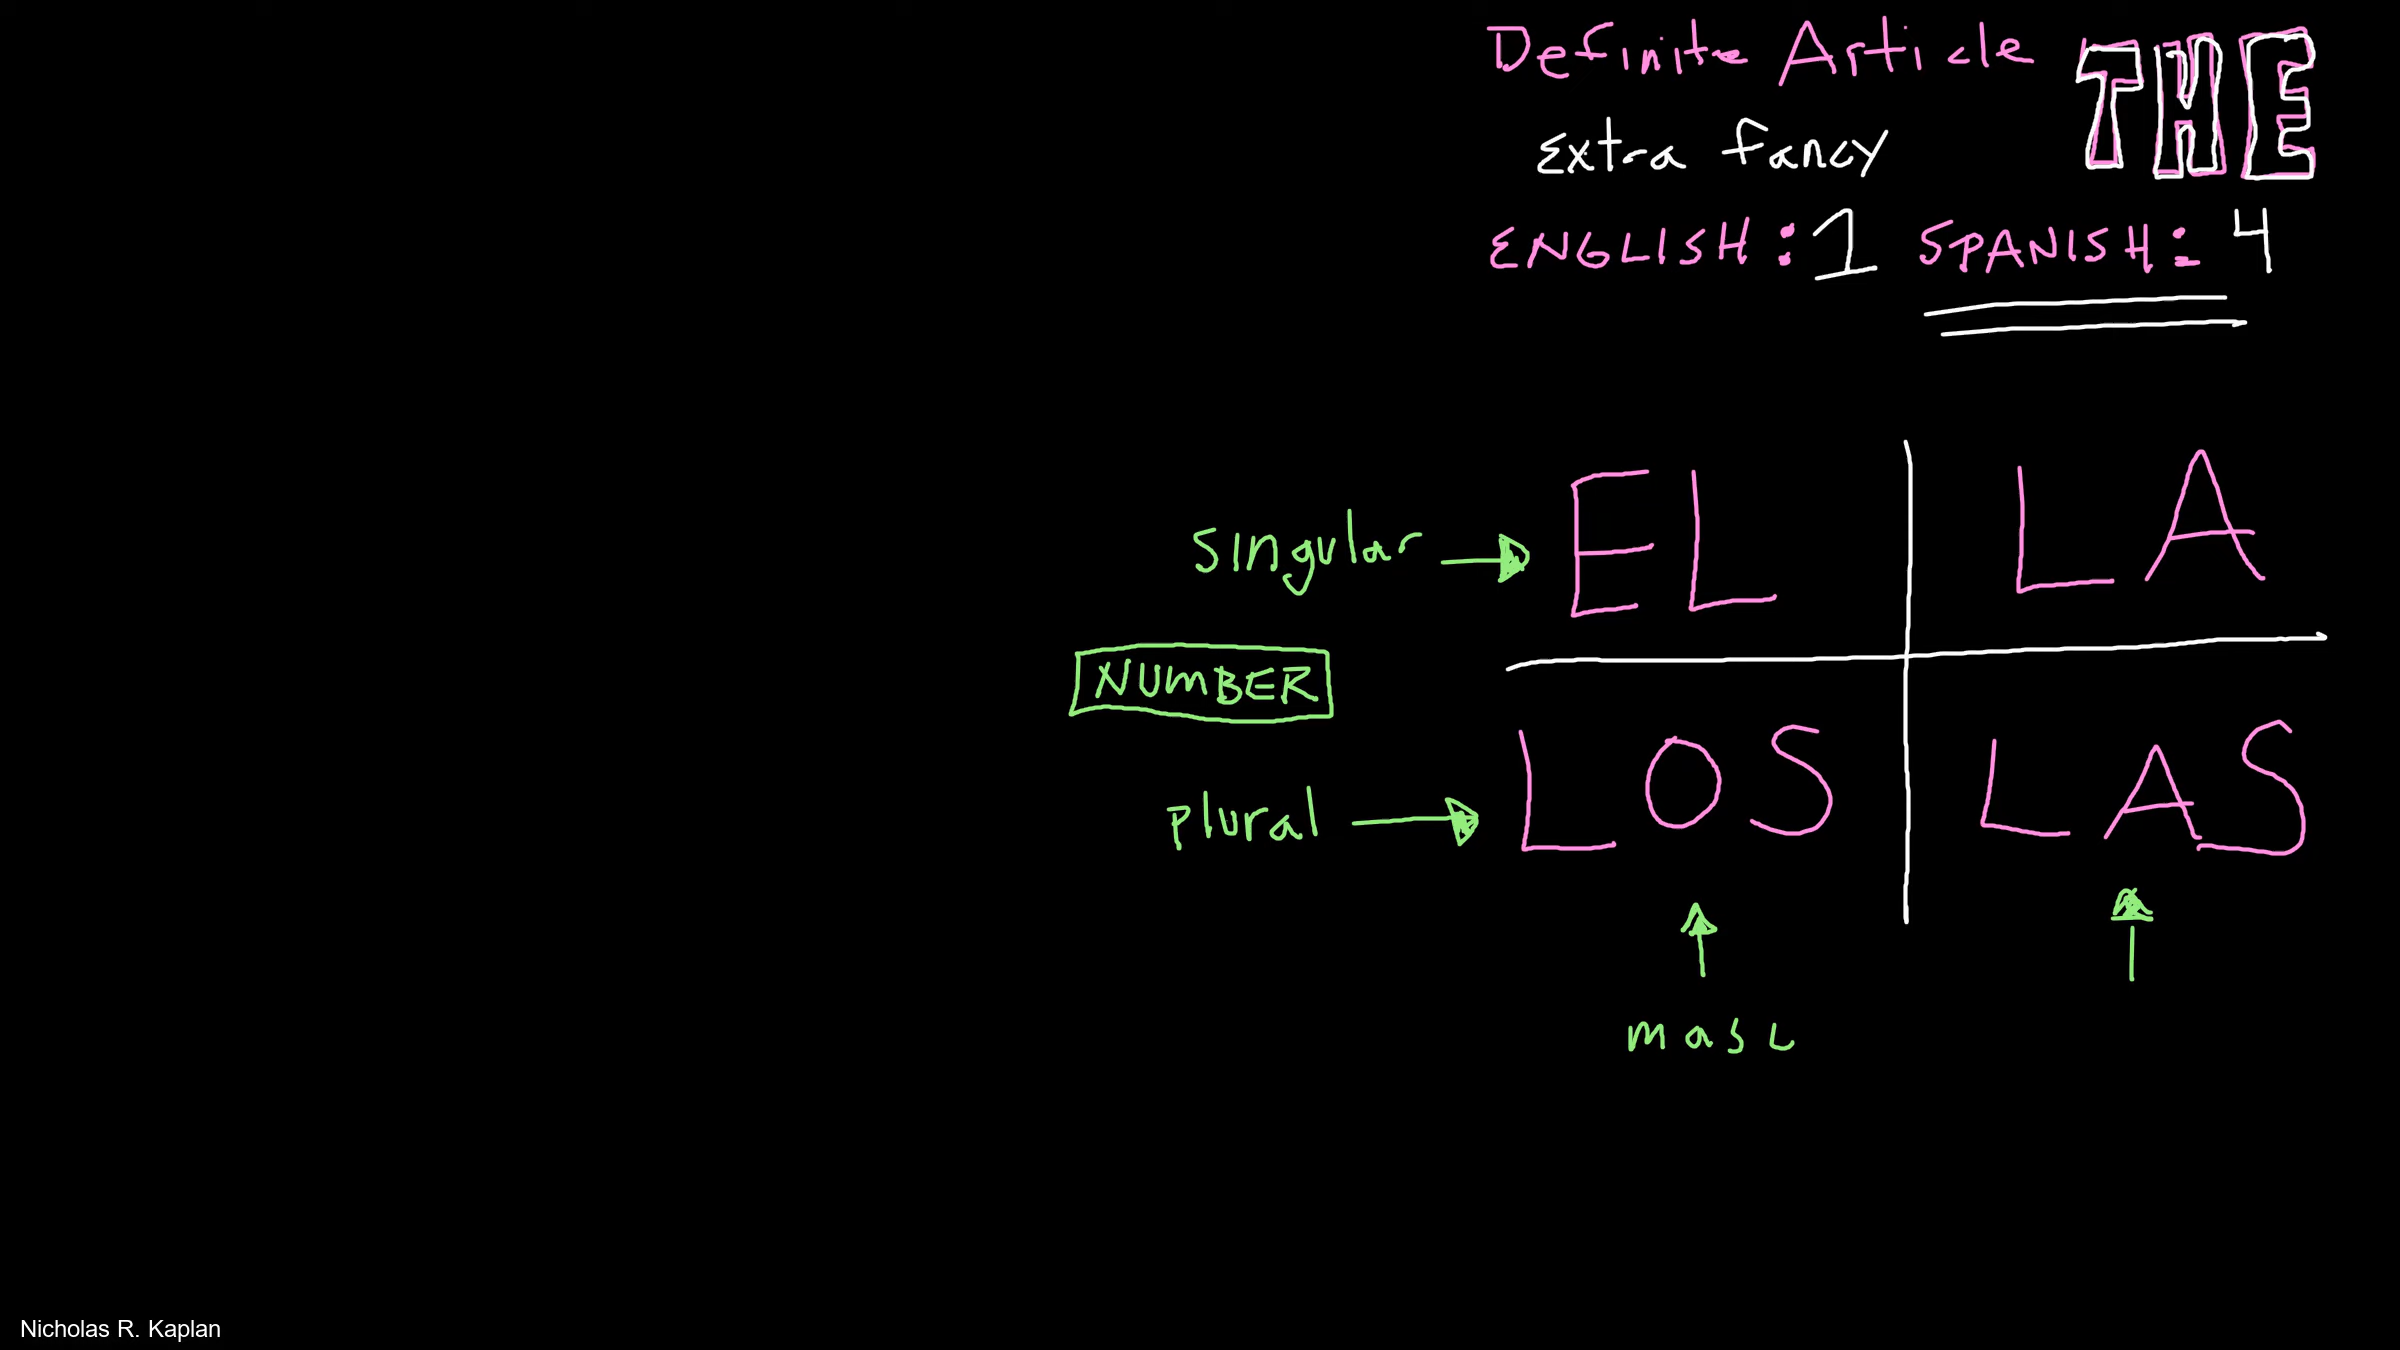 Definite Article THE
Extra fancy
ENGLISH: 1 SPANISH: 4
singular EL LA
NUMBER
plural LOS LAS
masc
Nicholas R. Kaplan